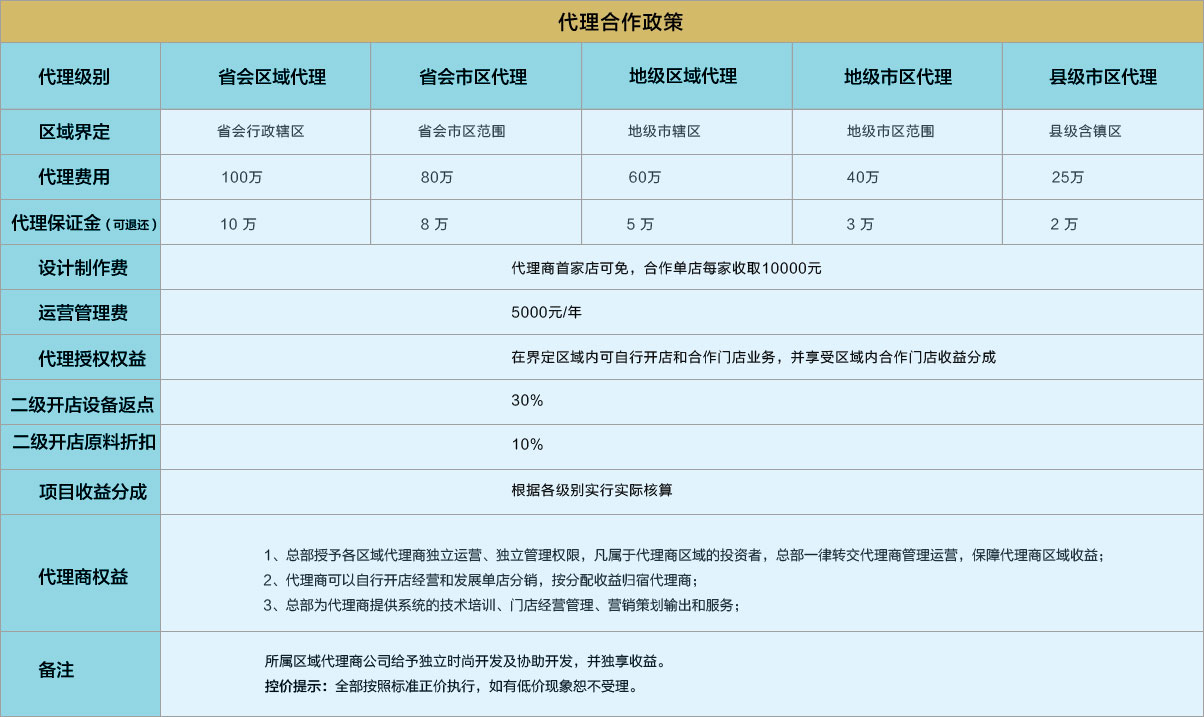 代理合作政策
代理级别 省会区域代理 省会市区代理 地级区域代理 地级市区代理 县级市区代理
区域界定 省会行政辖区 省会市区范围 地级市辖区 地级市区范围 县级含镇区
代理费用 100万 80万 60万 40万 25万
代理保证金（可退还） 10 万 8 万 5 万 3 万 2 万
设计制作费 代理商首家店可免，合作单店每家收取10000元
运营管理费 5000元/年
代理授权权益 在界定区域内可自行开店和合作门店业务，并享受区域内合作门店收益分成
二级开店设备返点 30%
二级开店原料折扣 10%
项目收益分成 根据各级别实行实际核算
代理商权益
1、总部授予各区域代理商独立运营、独立管理权限，凡属于代理商区域的投资者，总部一律转交代理商管理运营，保障代理商区域收益；
2、代理商可以自行开店经营和发展单店分销，按分配收益归宿代理商；
3、总部为代理商提供系统的技术培训、门店经营管理、营销策划输出和服务；
备注
所属区域代理商公司给予独立时尚开发及协助开发，并独享收益。
控价提示：全部按照标准正价执行，如有低价现象恕不受理。